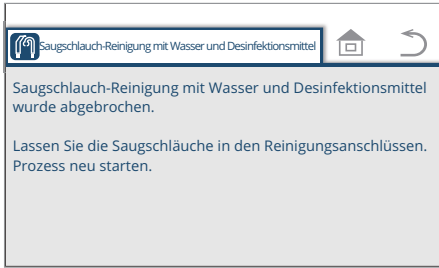 Saugschlauch-Reinigung mit Wasser und Desinfektionsmittel
Saugschlauch-Reinigung mit Wasser und Desinfektionsmittel
wurde abgebrochen.
Lassen Sie die Saugschläuche in den Reinigungsanschlüssen.
Prozess neu starten.